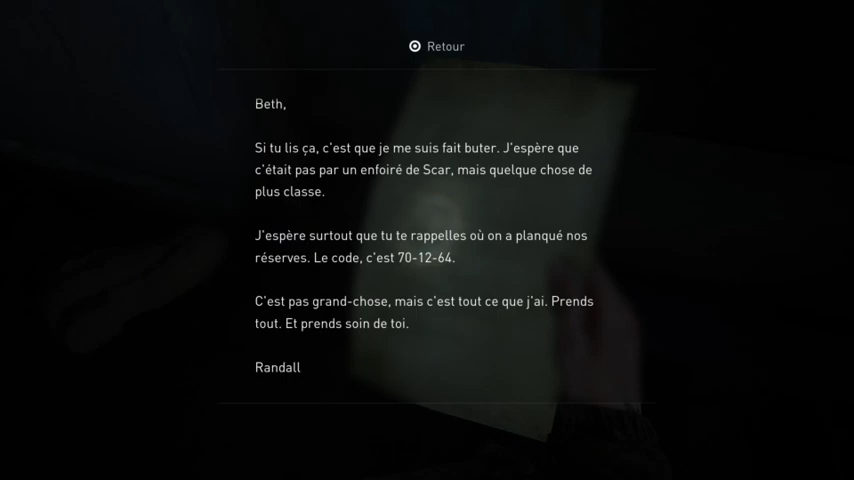 Retour
Beth,
Si tu lis ça, c'est que je me suis fait buter. J'espère que
c'était pas par un enfoiré de Scar, mais quelque chose de
plus classe.
J'espère surtout que tu te rappelles où on a planqué nos
réserves. Le code, c'est 70-12-64.
C'est pas grand-chose, mais c'est tout ce que j'ai. Prends
tout. Et prends soin de toi.
Randall